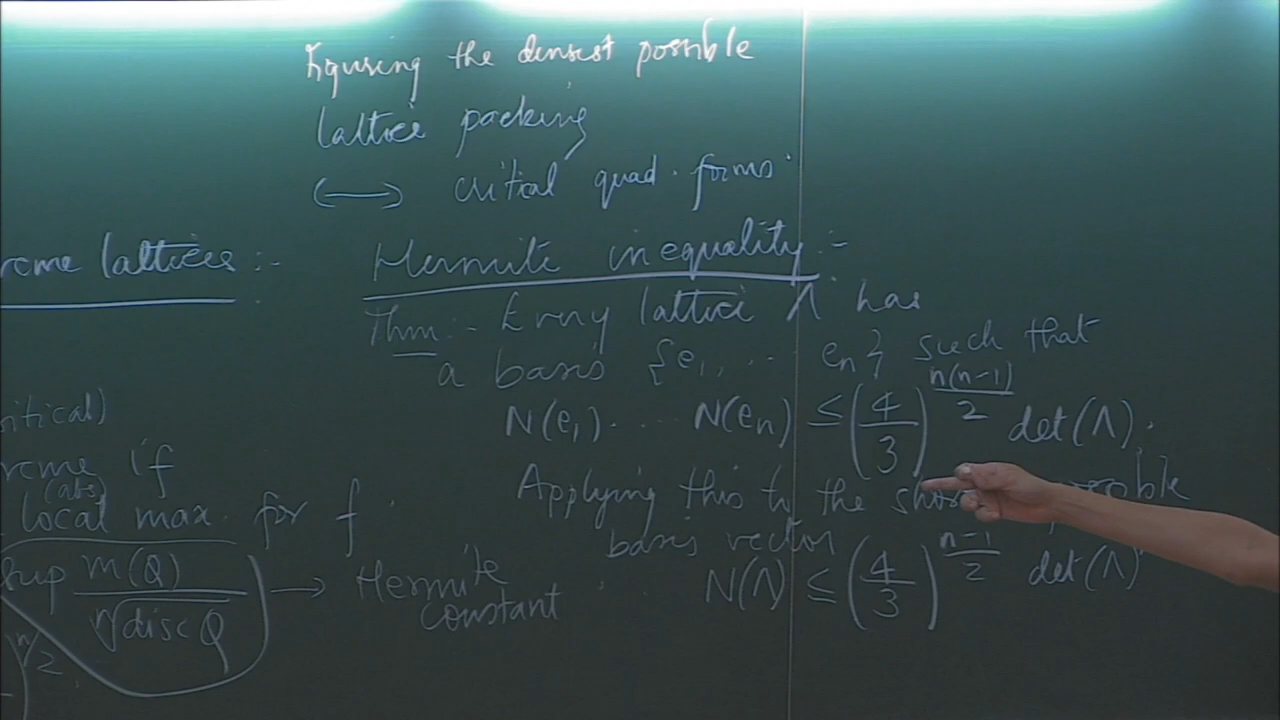 the densest possible
lattice packing
⟷ critical quad. forms
reme lattices :-
Hermite inequality :-
Thm :- Every lattice Λ has
a basis {e₁, ... eₙ} such that
N(e₁) ... N(eₙ) ≤ (4/3)^{n(n-1)/2} det(Λ).
Applying this to the
basis vector
N(Λ) ≤ (4/3)^{(n-1)/2} det(Λ)
itical)
reme if
(abs)
local max. for f
sup m(Q) / ⁿ√disc Q → Hermite
constant
n/2